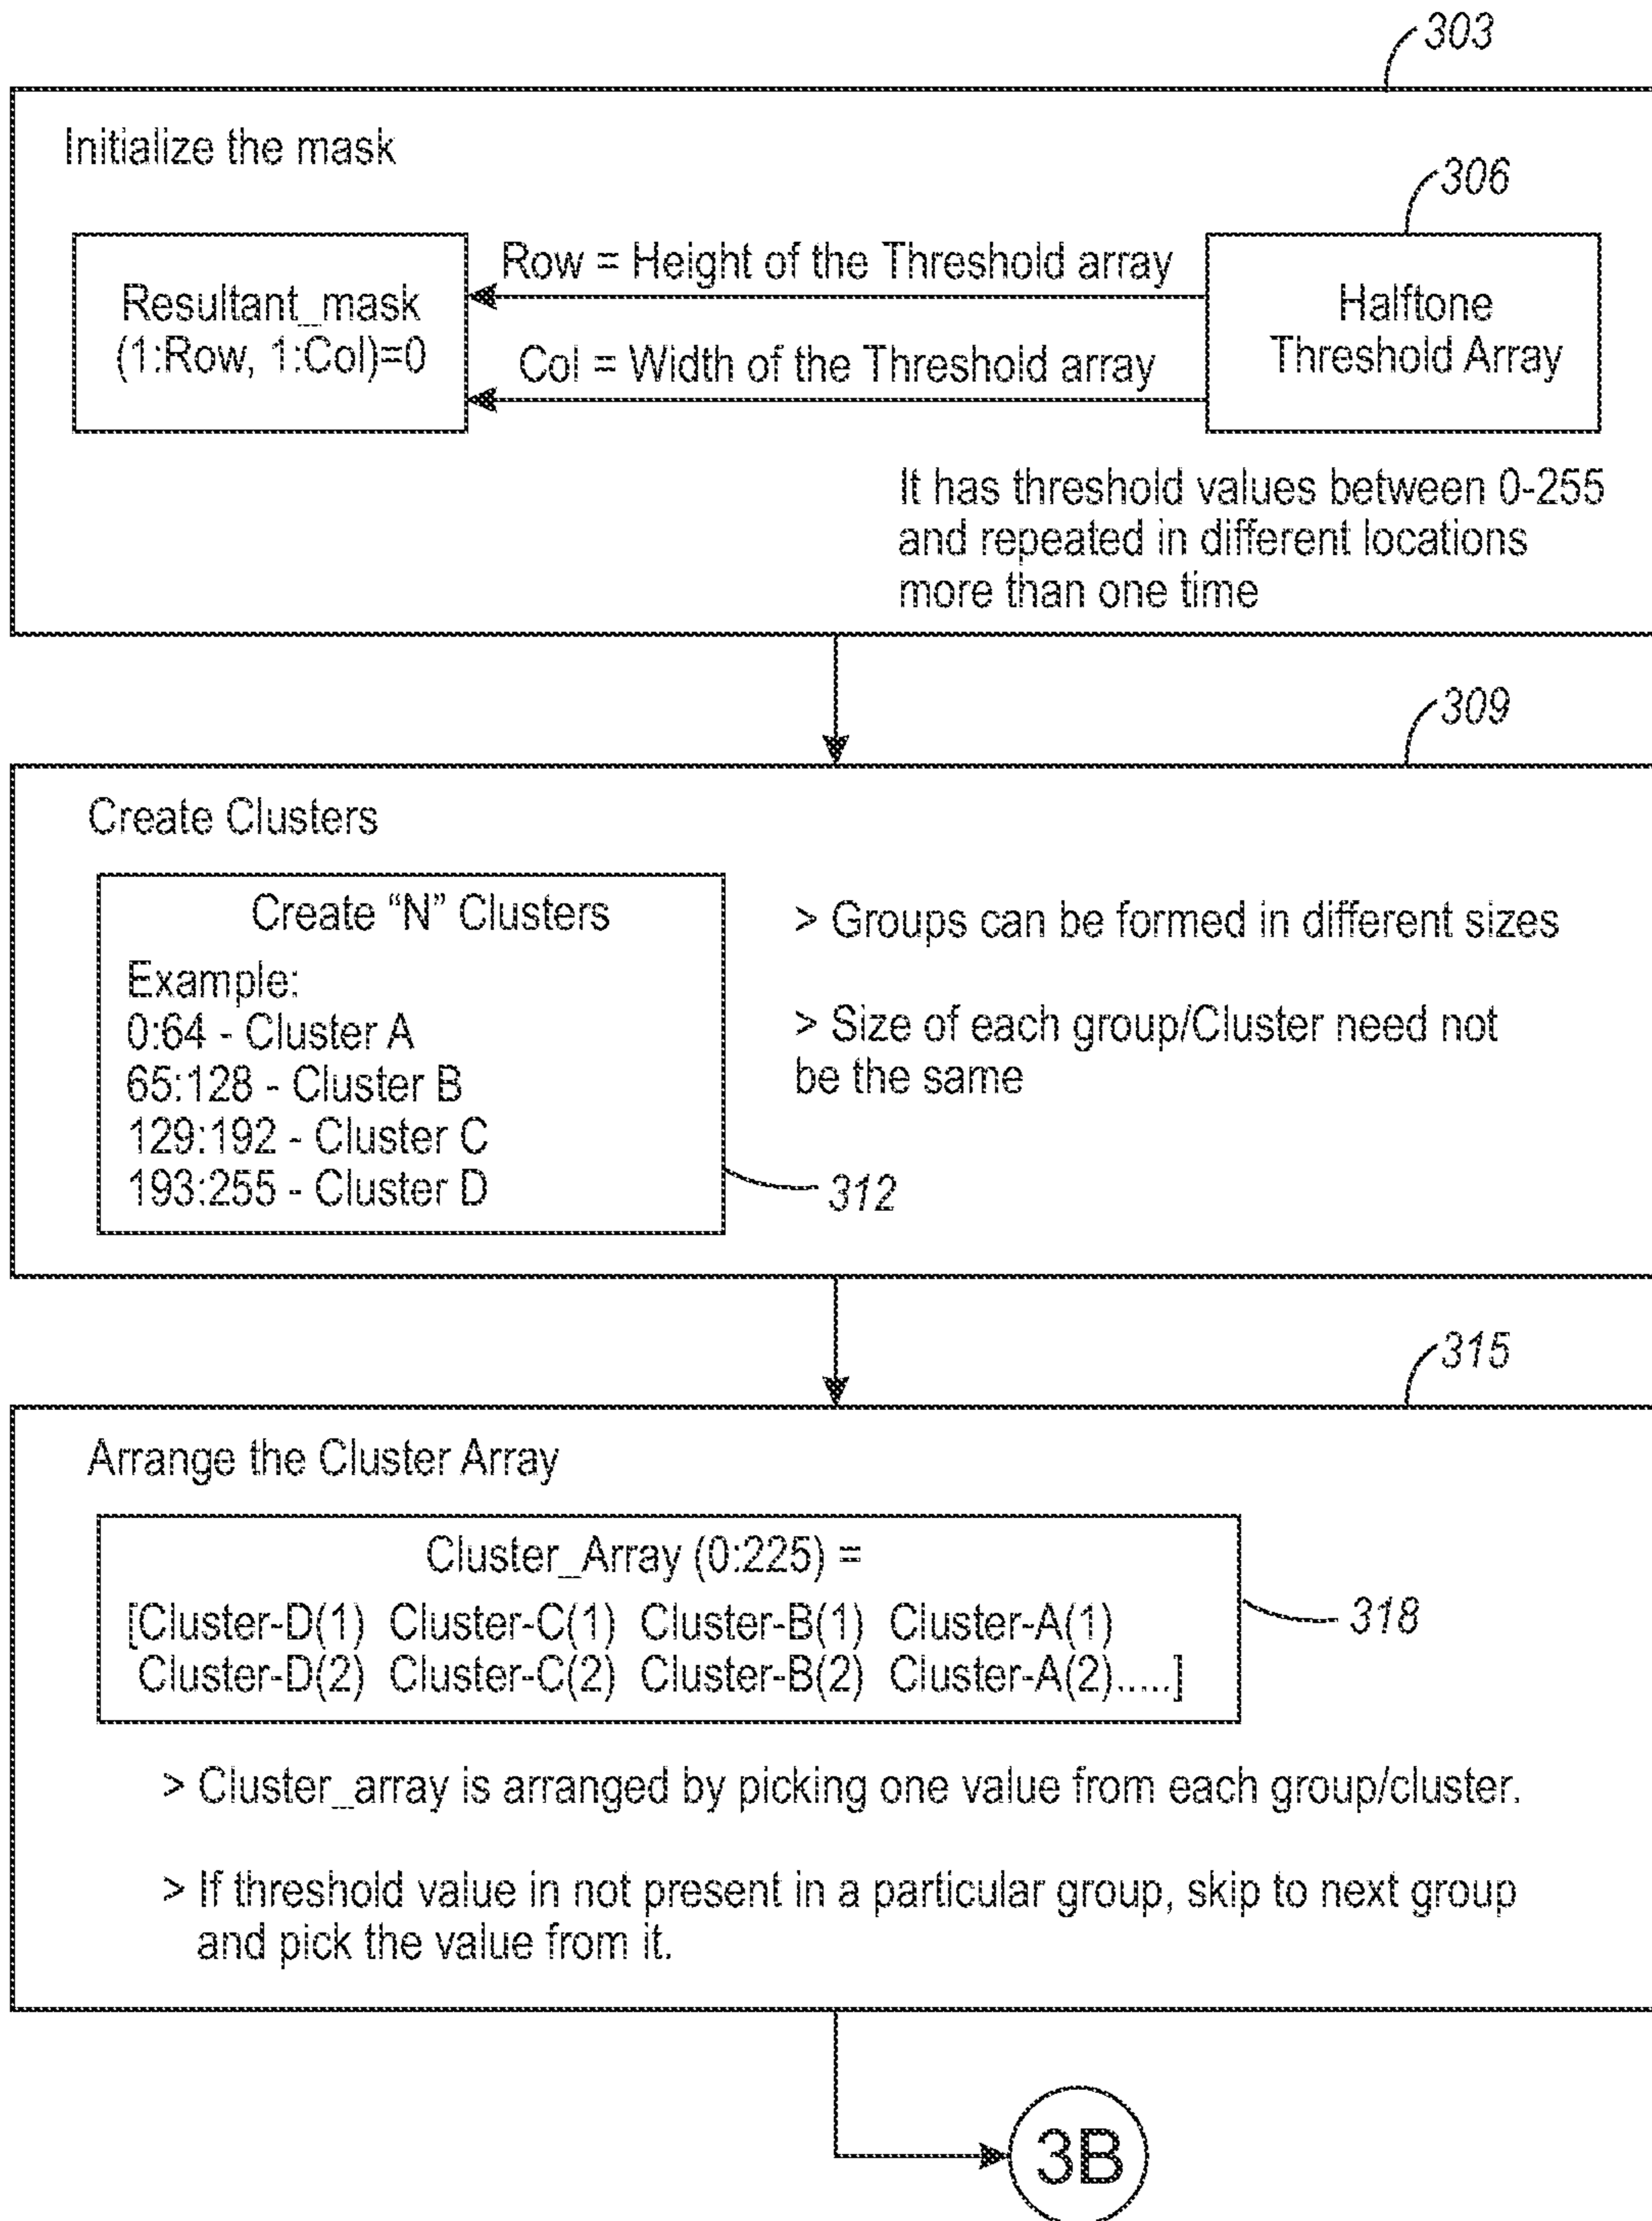 303
Initialize the mask
306
Resultant_mask
(1:Row, 1:Col)=0
Row = Height of the Threshold array
Col = Width of the Threshold array
Halftone
Threshold Array
It has threshold values between 0-255
and repeated in different locations
more than one time
309
Create Clusters
Create “N” Clusters
Example:
0:64 - Cluster A
65:128 - Cluster B
129:192 - Cluster C
193:255 - Cluster D
312
> Groups can be formed in different sizes
> Size of each group/Cluster need not
be the same
315
Arrange the Cluster Array
Cluster_Array (0:225) =
[Cluster-D(1) Cluster-C(1) Cluster-B(1) Cluster-A(1)
Cluster-D(2) Cluster-C(2) Cluster-B(2) Cluster-A(2).....]
318
> Cluster_array is arranged by picking one value from each group/cluster.
> If threshold value in not present in a particular group, skip to next group
and pick the value from it.
3B